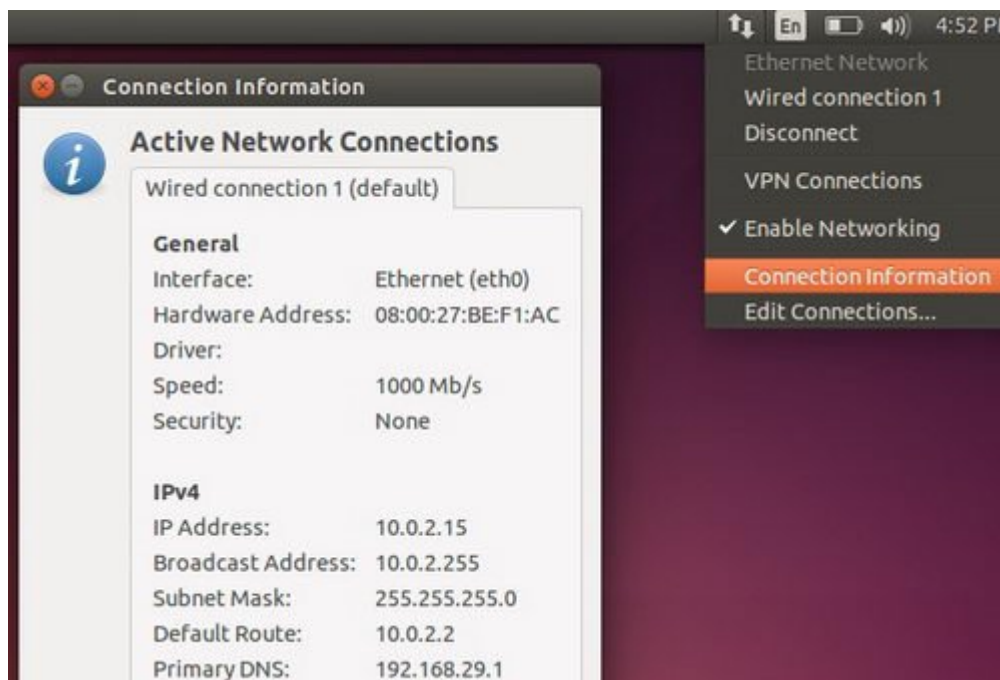 En 4:52 PM
Connection Information
Active Network Connections
Wired connection 1 (default)
General
Interface: Ethernet (eth0)
Hardware Address: 08:00:27:BE:F1:AC
Driver:
Speed: 1000 Mb/s
Security: None
IPv4
IP Address: 10.0.2.15
Broadcast Address: 10.0.2.255
Subnet Mask: 255.255.255.0
Default Route: 10.0.2.2
Primary DNS: 192.168.29.1
Ethernet Network
Wired connection 1
Disconnect
VPN Connections
Enable Networking
Connection Information
Edit Connections...